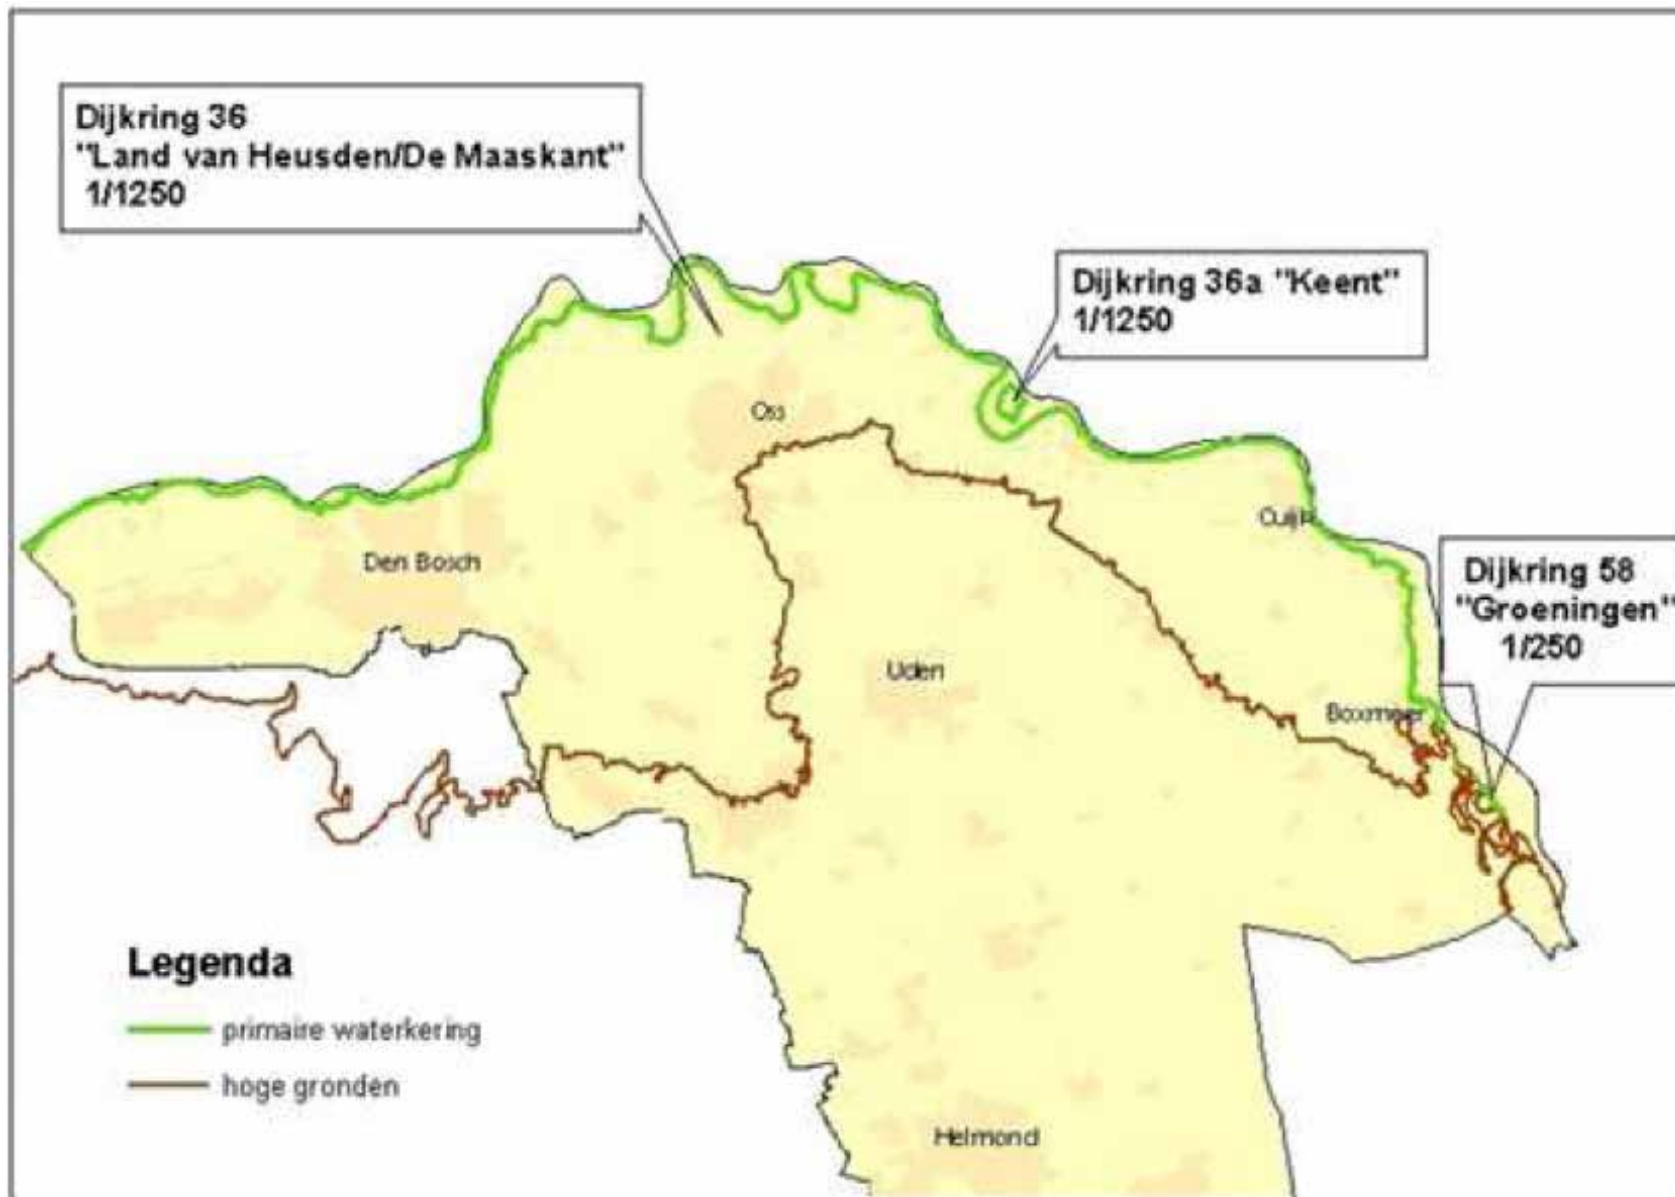 Dijkring 36
"Land van Heusden/De Maaskant"
1/1250
Dijkring 36a "Keent"
1/1250
Oss
Cuijk
Den Bosch
Dijkring 58
"Groeningen"
1/250
Uden
Boxmeer
Legenda
primaire waterkering
hoge gronden
Helmond